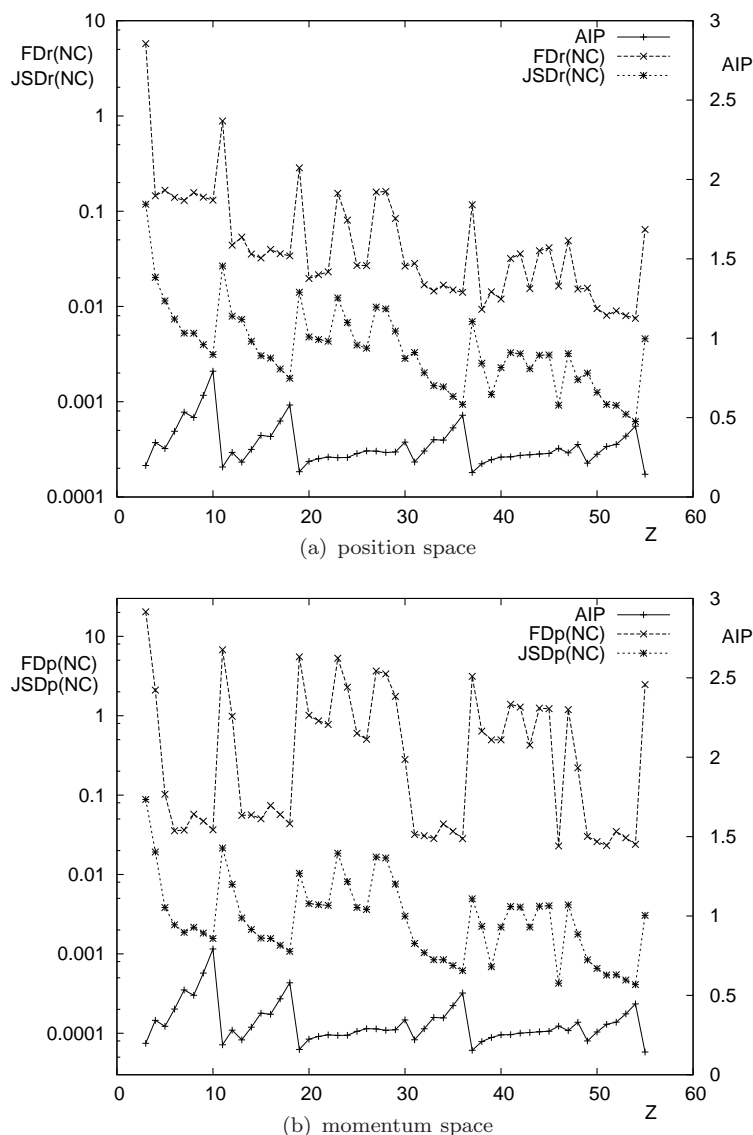 FDr(NC)
JSDr(NC)
AIP
AIP
FDr(NC)
JSDr(NC)
10
1
0.1
0.01
0.001
0.0001
3
2.5
2
1.5
1
0.5
0
0 10 20 30 40 50 60
Z
(a) position space
FDp(NC)
JSDp(NC)
AIP
AIP
FDp(NC)
JSDp(NC)
10
1
0.1
0.01
0.001
0.0001
3
2.5
2
1.5
1
0.5
0
0 10 20 30 40 50 60
Z
(b) momentum space